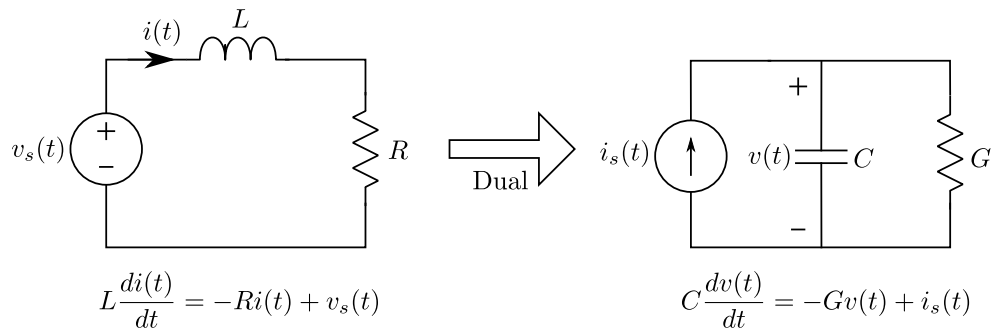 i(t)
L
v_s(t)
+
−
R
Dual
i_s(t)
+
v(t)
−
C
G
L di(t)/dt = −Ri(t) + v_s(t)
C dv(t)/dt = −Gv(t) + i_s(t)